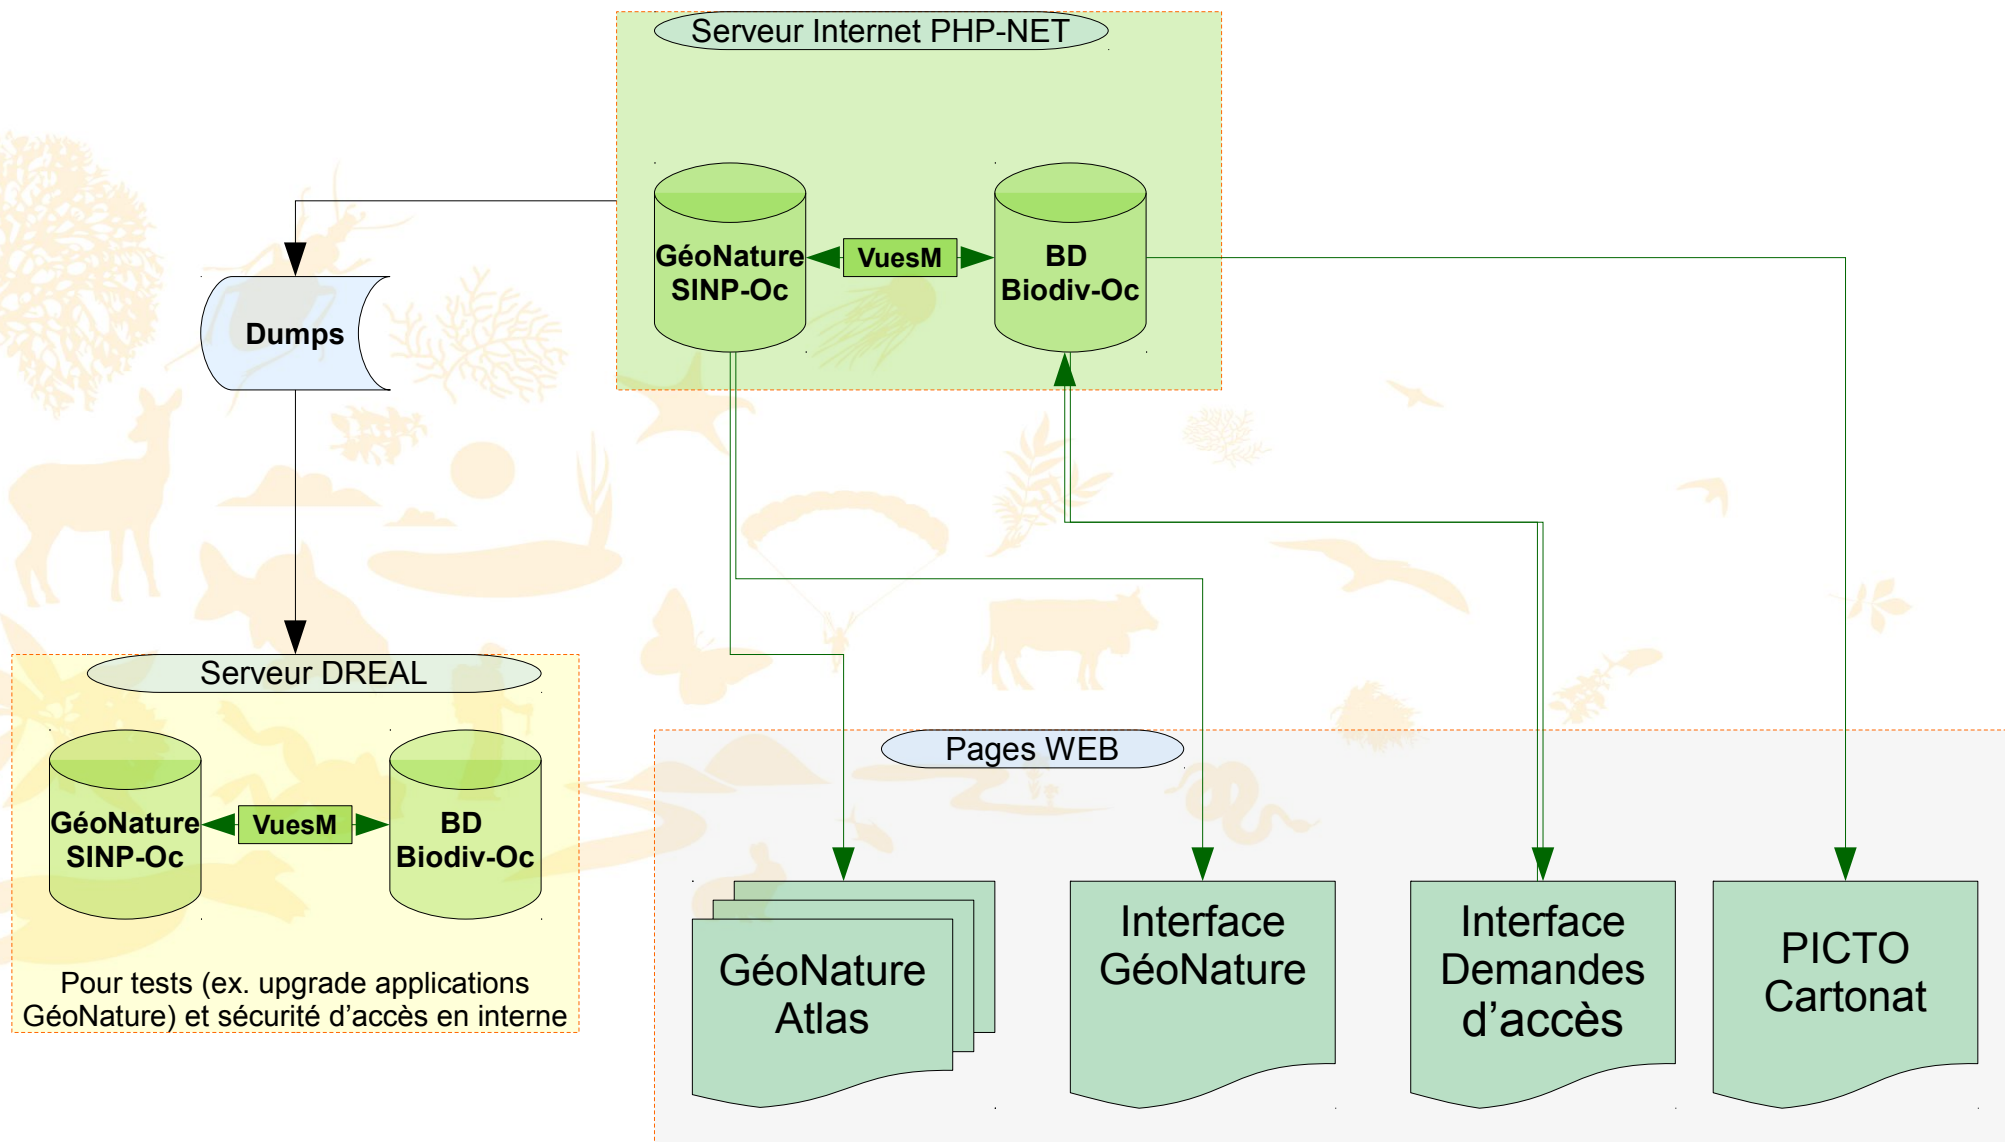 Serveur Internet PHP-NET
GéoNature
SINP-Oc
VuesM
BD
Biodiv-Oc
Dumps
Serveur DREAL
GéoNature
SINP-Oc
VuesM
BD
Biodiv-Oc
Pour tests (ex. upgrade applications
GéoNature) et sécurité d’accès en interne
Pages WEB
GéoNature
Atlas
Interface
GéoNature
Interface
Demandes
d’accès
PICTO
Cartonat